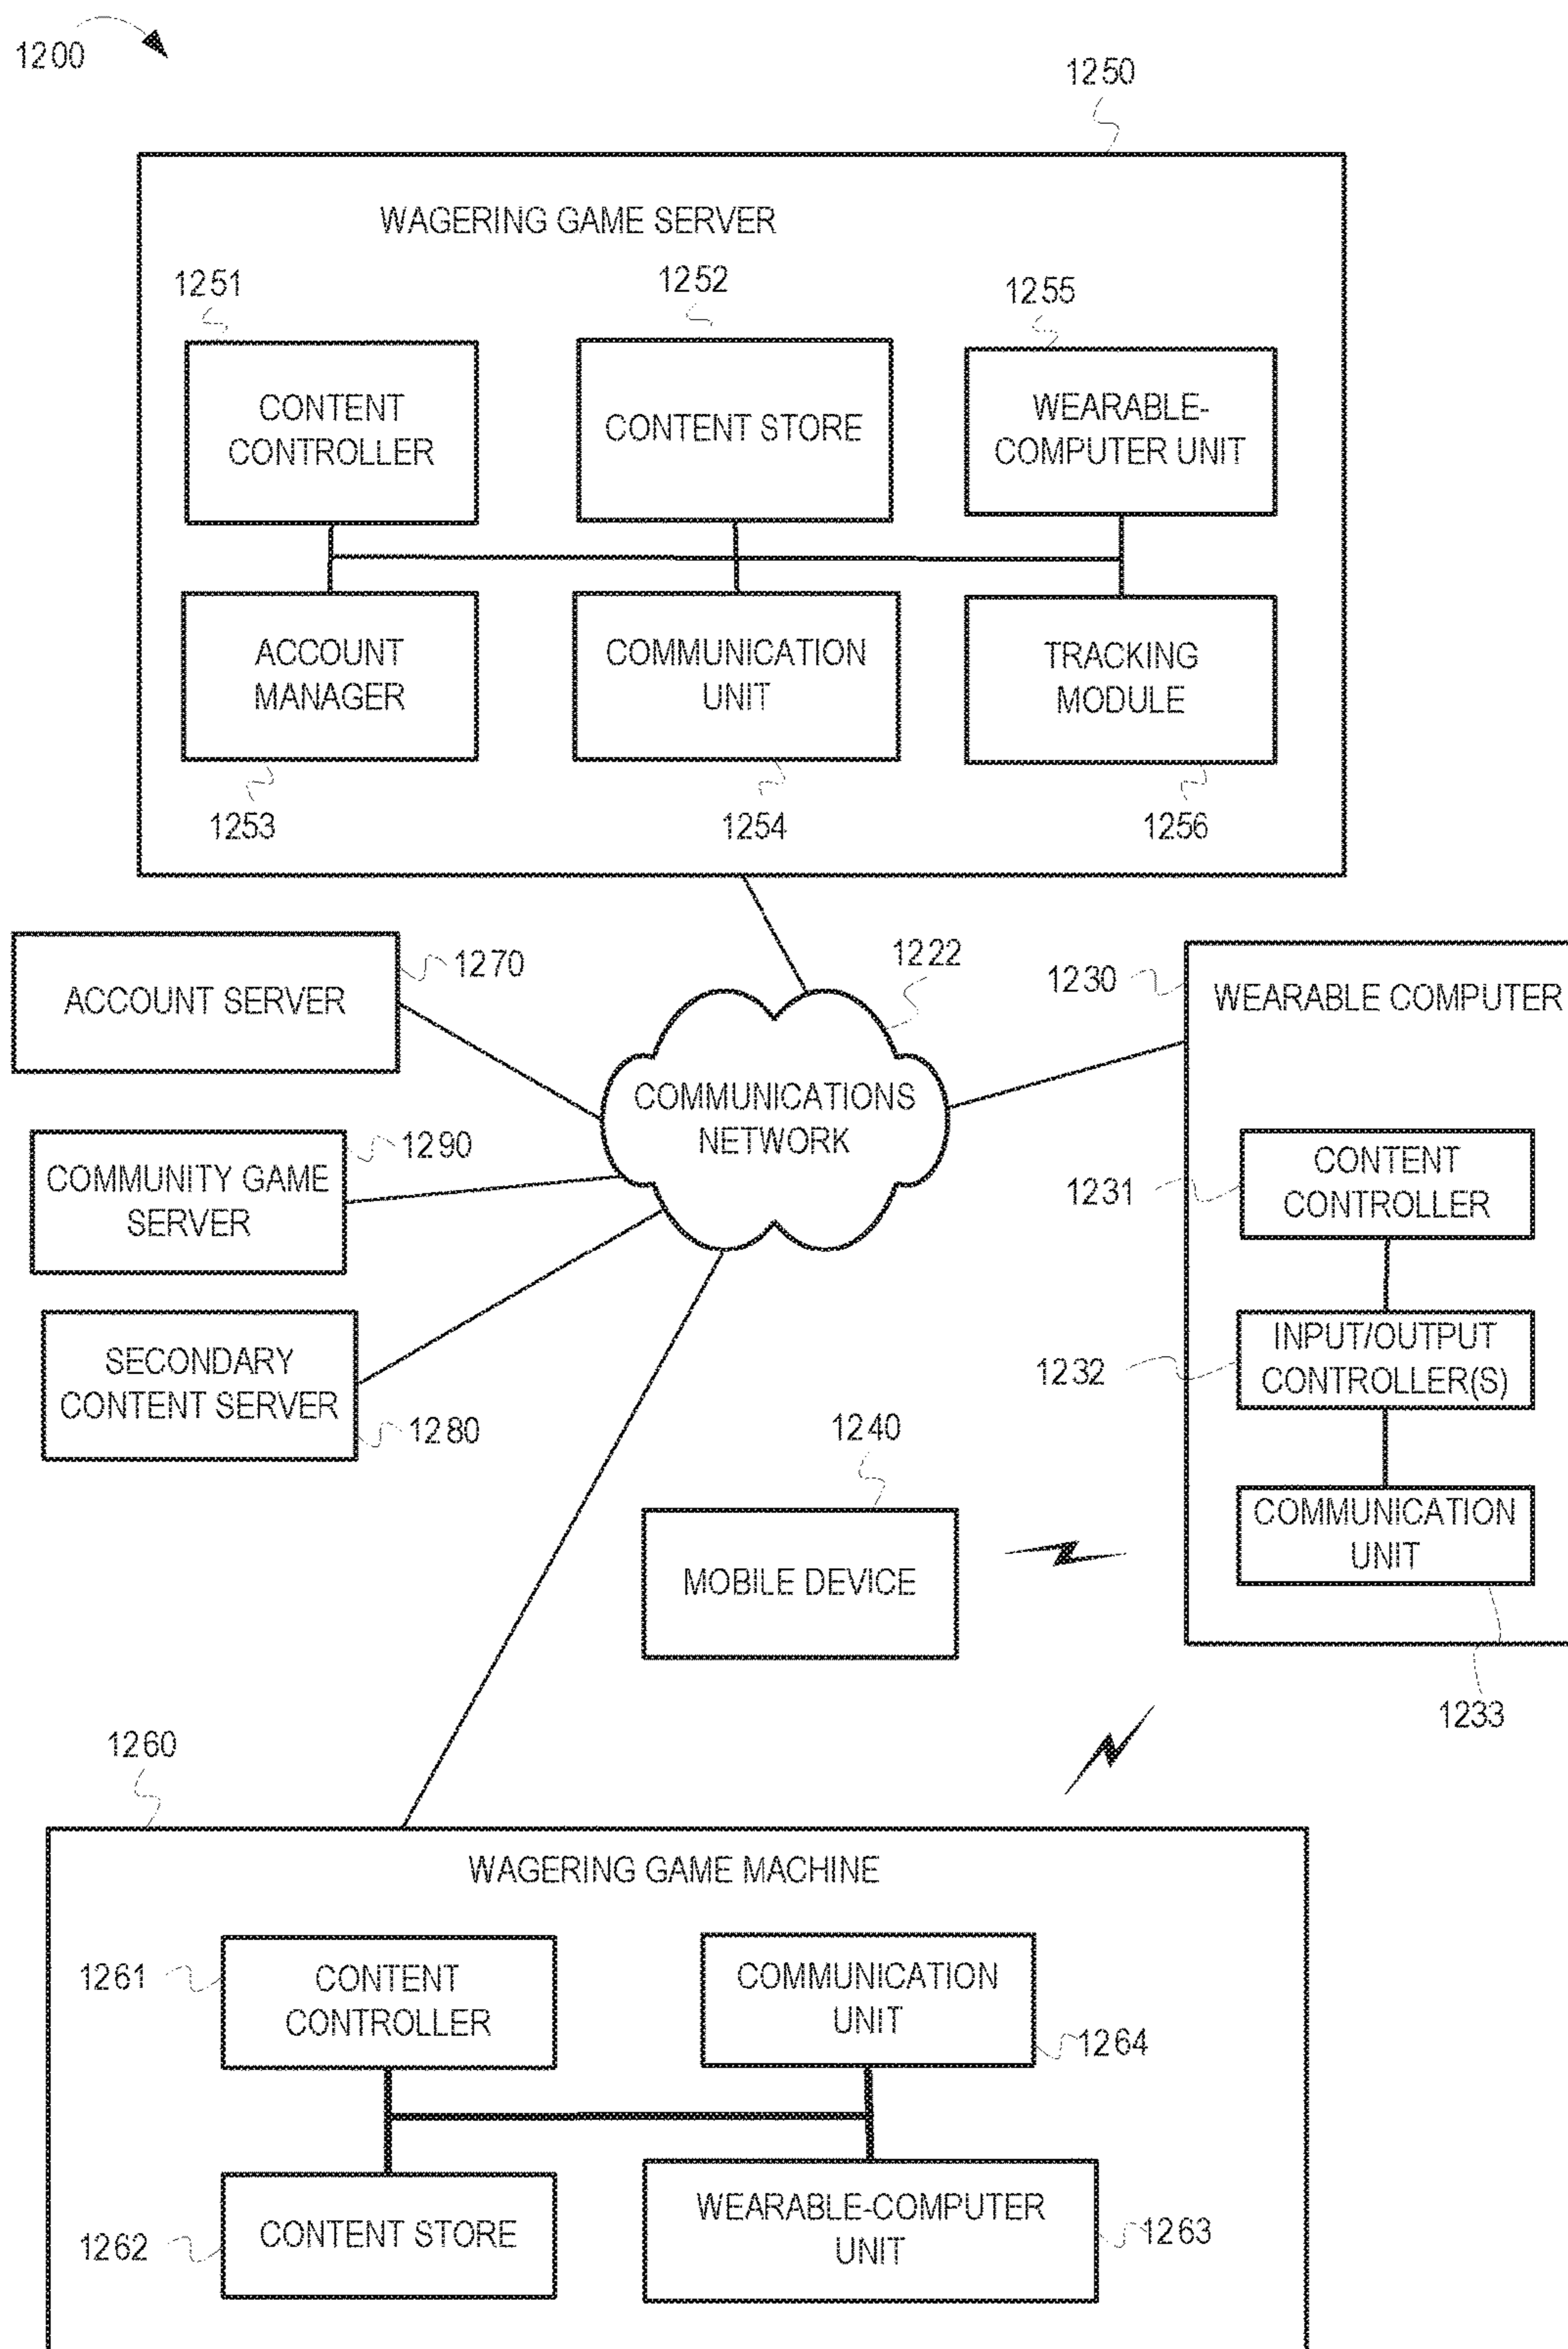 1200
1250
WAGERING GAME SERVER
1251
1252
1255
CONTENT
CONTROLLER
CONTENT STORE
WEARABLE-
COMPUTER UNIT
ACCOUNT
MANAGER
COMMUNICATION
UNIT
TRACKING
MODULE
1253
1254
1256
ACCOUNT SERVER
1270
1222
1230
WEARABLE COMPUTER
COMMUNICATIONS
NETWORK
COMMUNITY GAME
SERVER
1290
1231
CONTENT
CONTROLLER
SECONDARY
CONTENT SERVER
1280
1232
INPUT/OUTPUT
CONTROLLER(S)
1240
MOBILE DEVICE
COMMUNICATION
UNIT
1233
1260
WAGERING GAME MACHINE
1261
CONTENT
CONTROLLER
COMMUNICATION
UNIT
1264
1262
CONTENT STORE
WEARABLE-COMPUTER
UNIT
1263